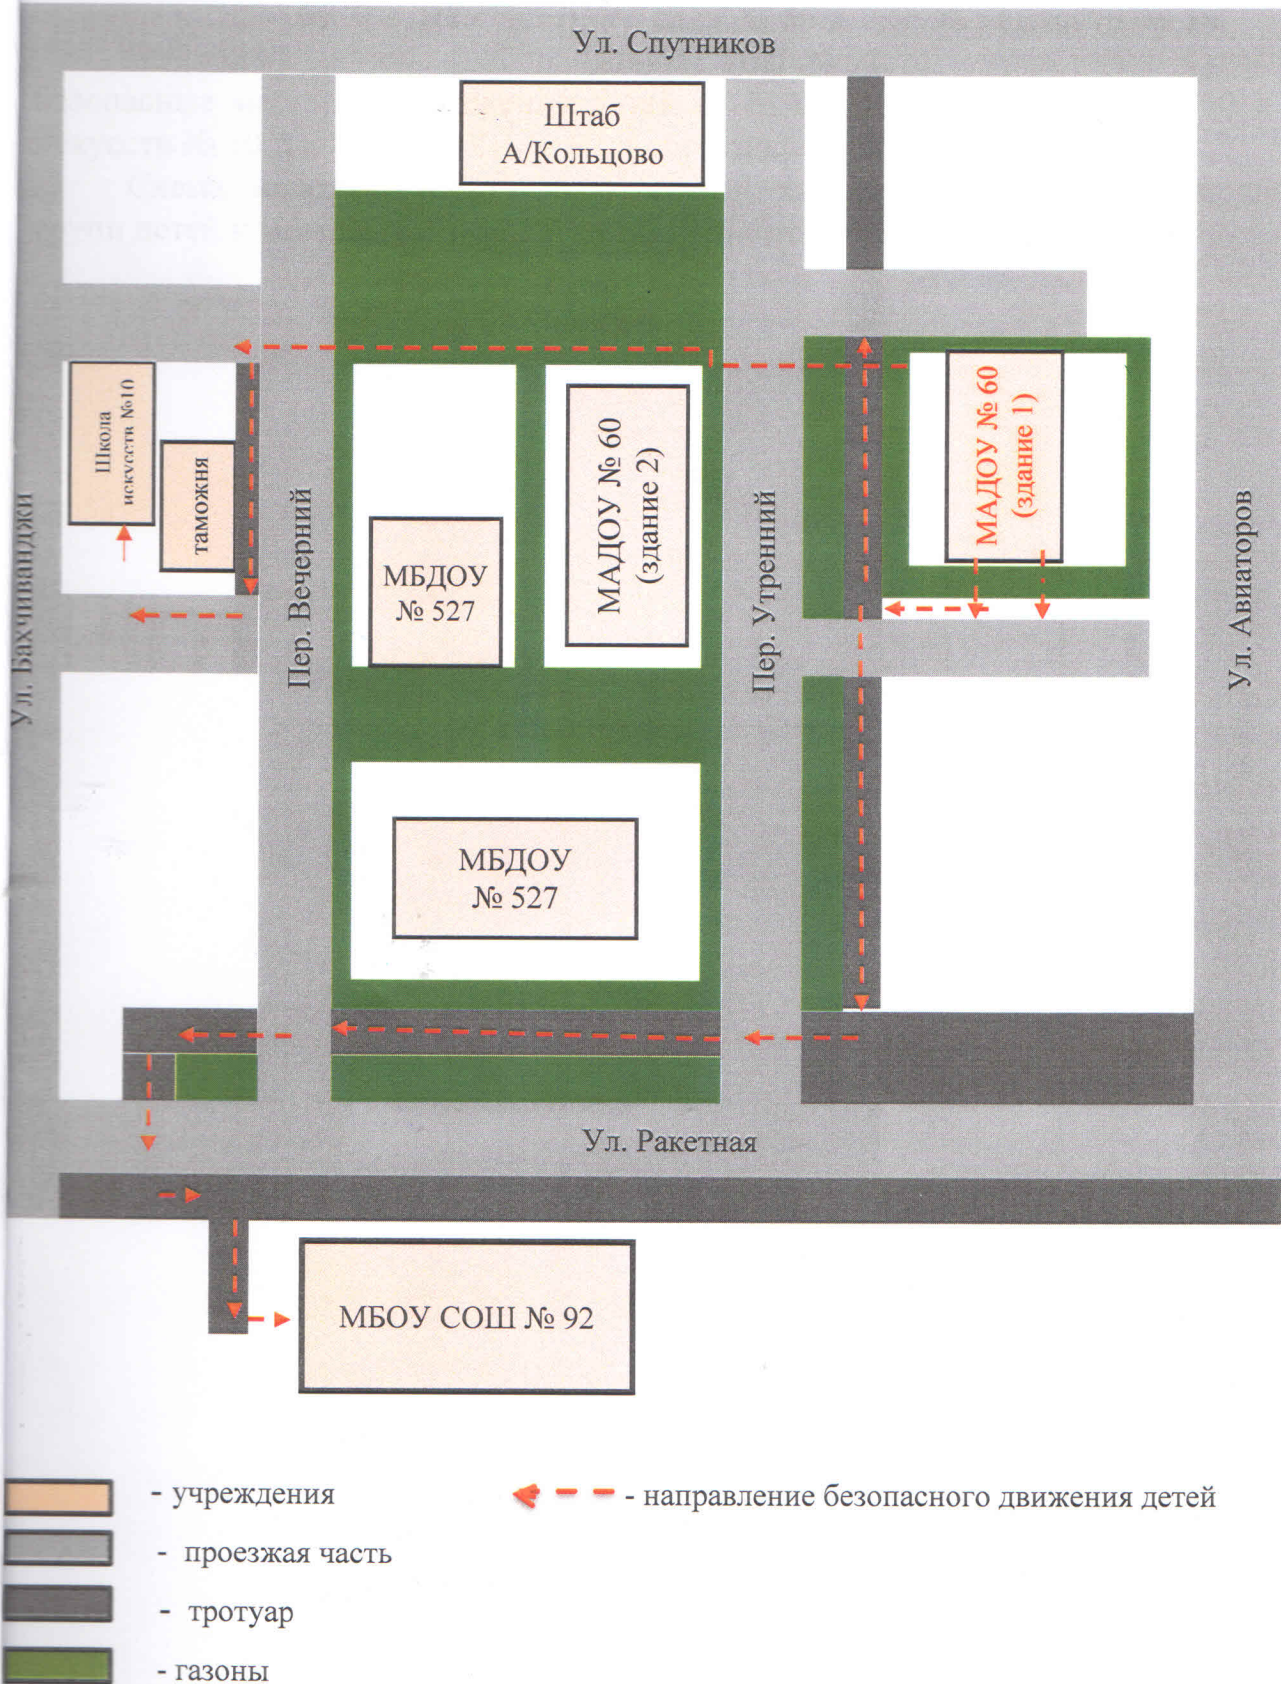 Ул. Спутников
Штаб
А/Кольцово
Школа
искусств №10
таможня
МАДОУ № 60
(здание 2)
МАДОУ № 60
(здание 1)
Ул. Бахчиванджи
Пер. Вечерний
МБДОУ
№ 527
Пер. Утренний
Ул. Авиаторов
МБДОУ
№ 527
Ул. Ракетная
МБОУ СОШ № 92
- учреждения
- направление безопасного движения детей
- проезжая часть
- тротуар
- газоны